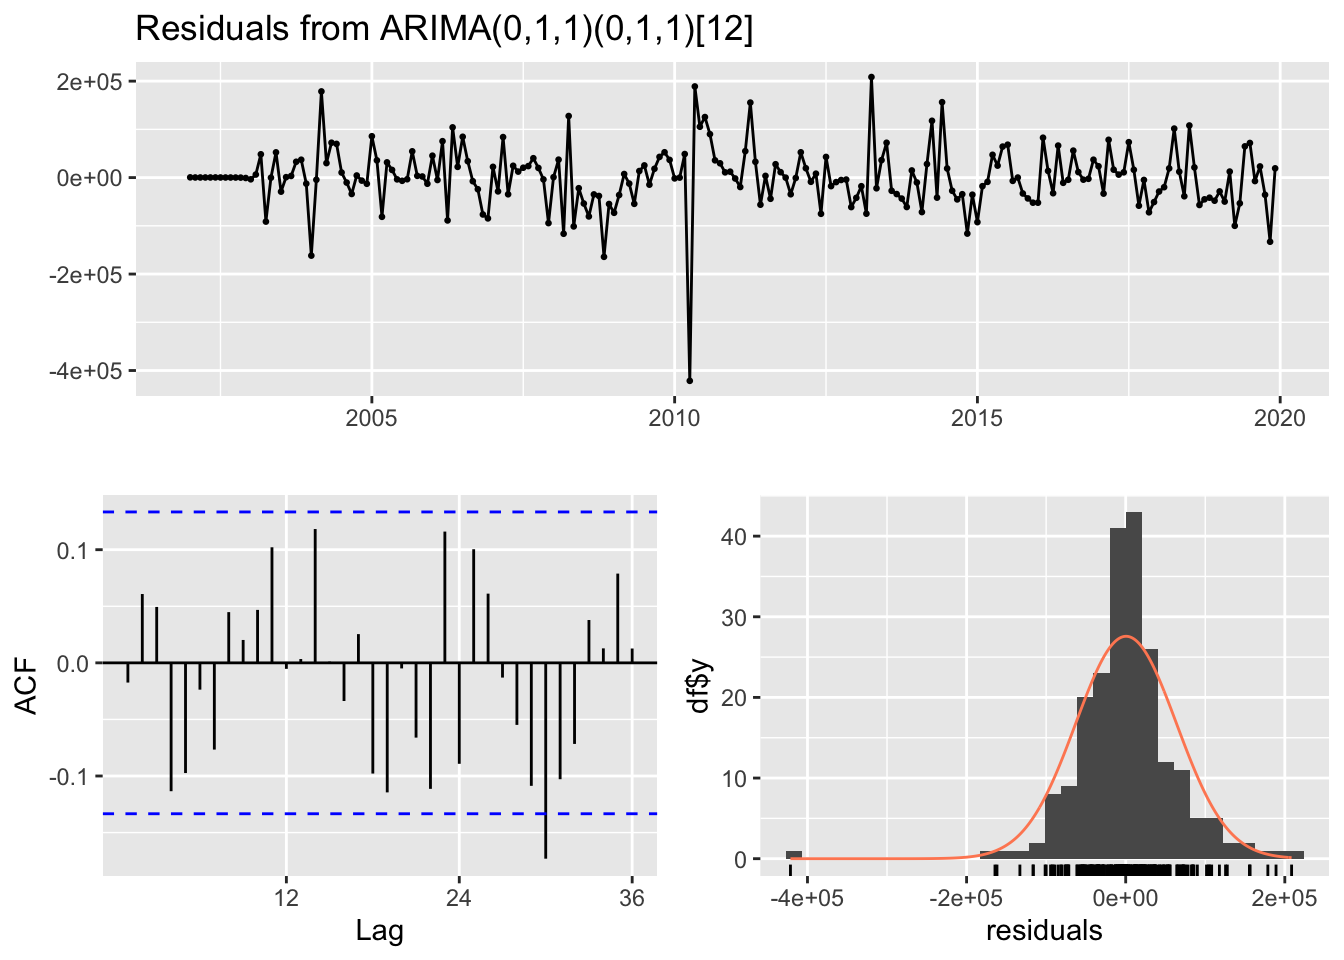 Residuals from ARIMA(0,1,1)(0,1,1)[12]
2e+05
0e+00
-2e+05
-4e+05
2005 2010 2015 2020
ACF
0.1
0.0
-0.1
12 24 36
Lag
df$y
40
30
20
10
0
-4e+05 -2e+05 0e+00 2e+05
residuals